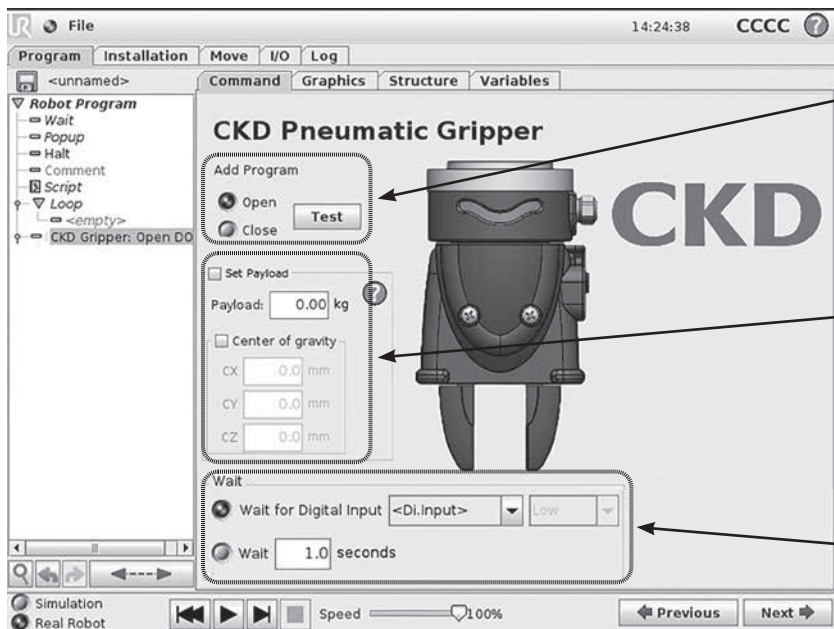 UR File 14:24:38 CCCC ?
Program Installation Move I/O Log
<unnamed>
Command Graphics Structure Variables
Robot Program
Wait
Popup
Halt
Comment
Script
Loop
<empty>
CKD Gripper: Open DO
CKD Pneumatic Gripper
CKD
Add Program
Open
Close
Test
Set Payload
?
Payload: 0.00 kg
Center of gravity
CX 0.0 mm
CY 0.0 mm
CZ 0.0 mm
Wait
Wait for Digital Input <Di.Input> Low
Wait 1.0 seconds
Simulation
Real Robot
Speed 100%
Previous
Next